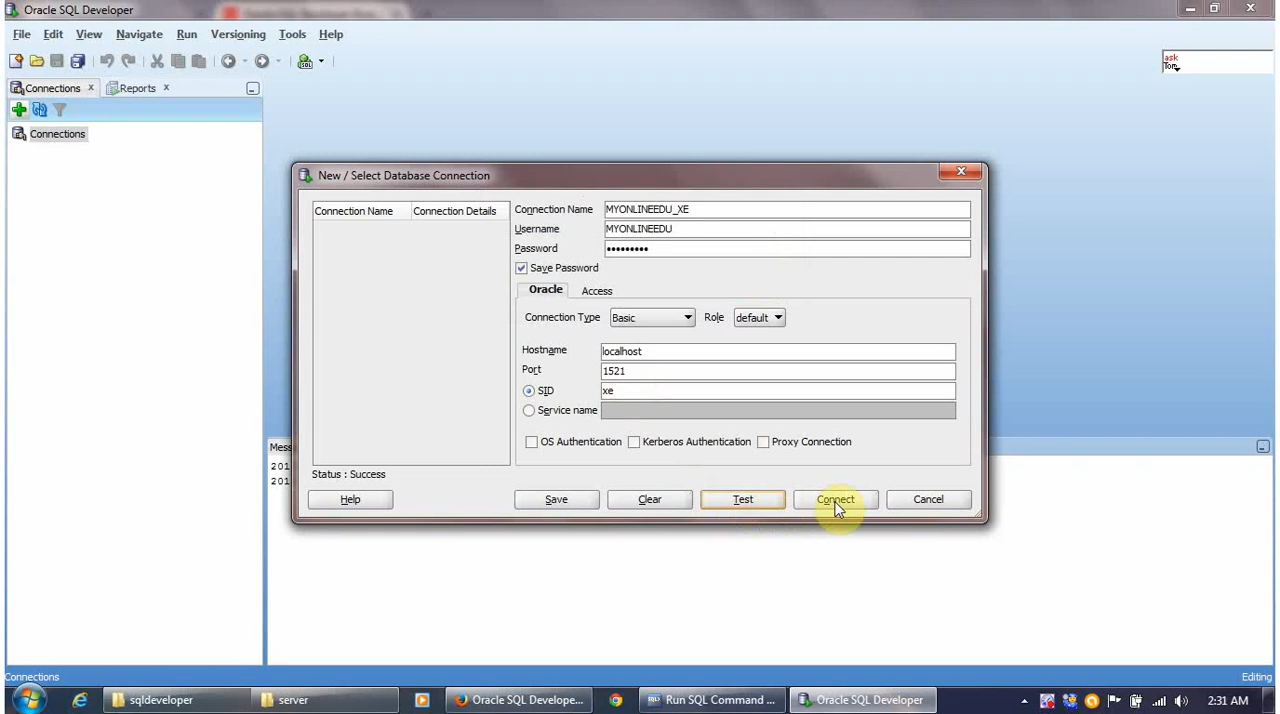 Oracle SQL Developer
File Edit View Navigate Run Versioning Tools Help
ask
Connections Reports
Connections
New / Select Database Connection
Connection Name Connection Details
Connection Name MYONLINEEDU_XE
Username MYONLINEEDU
Password •••••••••
Save Password
Oracle Access
Connection Type Basic Role default
Hostname localhost
Port 1521
SID xe
Service name
OS Authentication Kerberos Authentication Proxy Connection
Status : Success
Help Save Clear Test Connect Cancel
Connections Editing
sqldeveloper server Oracle SQL Develope... Run SQL Command ... Oracle SQL Developer 2:31 AM